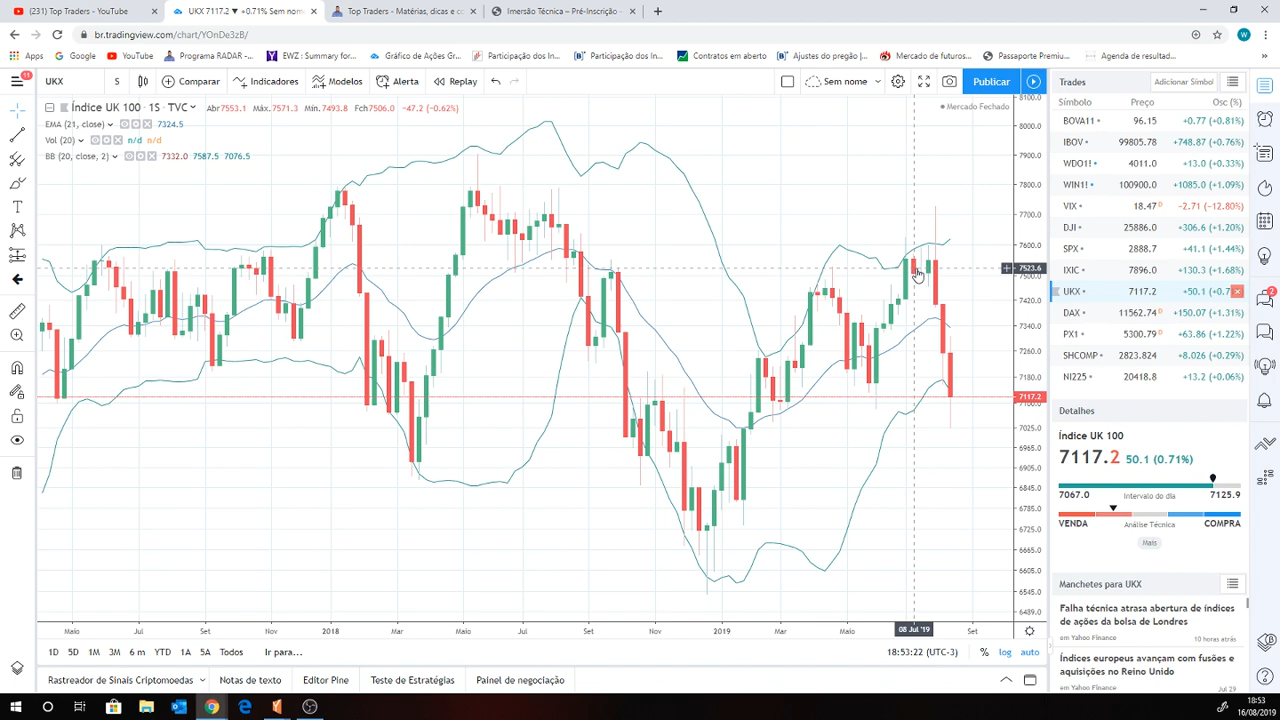 (231) Top Traders - YouTube
UKX 7117.2 ▼ +0.71% Sem nom
Top Traders - Matérias, dicas e co
Imersão Técnica – Pré-Inscrição –
br.tradingview.com/chart/YOnDe3zB/
W
Apps
Google
YouTube
Programa RADAR -...
EWZ : Summary for...
Gráfico de Ações Gr...
Participação dos In...
Participação dos In...
Contratos em aberto
Ajustes do pregão |...
Mercado de futuros...
Passaporte Premiu...
Agenda de resultad...
»
11
UKX
S
Comparar
Indicadores
Modelos
Alerta
Replay
Sem nome
Publicar
Trades
Adicionar Símbol
Índice UK 100 · 1S · TVC
Abr7553.1 Máx.7571.3 Mín.7493.8 Fch7506.0 -47.2 (-0.62%)
Mercado Fechado
EMA (21, close)
7324.5
Vol (20)
n/d n/d
BB (20, close, 2)
7332.0 7587.5 7076.5
8100.0
8000.0
7900.0
7800.0
7700.0
7600.0
7523.6
7500.0
7420.0
7340.0
7260.0
7180.0
7117.2
7100.0
7025.0
6965.0
6905.0
6845.0
6785.0
6725.0
6665.0
6605.0
6545.0
6489.0
Maio
Jul
Set
Nov
2018
Mar
Maio
Jul
Set
Nov
2019
Mar
Maio
08 Jul '19
Set
1D 5D 1M 3M 6 m YTD 1A 5A Todos
Ir para...
18:53:22 (UTC-3)
%
log
auto
Rastreador de Sinais Criptomoedas
Notas de texto
Editor Pine
Teste de Estratégias
Painel de negociação
Símbolo Preço Osc (%)
BOVA11 96.15 +0.77 (+0.81%)
IBOV 99805.78 +748.87 (+0.76%)
WDO1! 4011.0 +13.0 (+0.33%)
WIN1! 100900.0 +1085.0 (+1.09%)
VIX 18.47 D -2.71 (-12.80%)
DJI 25886.0 +306.6 (+1.20%)
SPX 2888.7 +41.1 (+1.44%)
IXIC 7896.0 +130.3 (+1.68%)
UKX 7117.2 +50.1 (+0.7
DAX 11562.74 D +150.07 (+1.31%)
PX1 5300.79 D +63.86 (+1.22%)
SHCOMP 2823.824 +8.026 (+0.29%)
NI225 20418.8 +13.2 (+0.06%)
Detalhes
Índice UK 100
7117.2 50.1 (0.71%)
7067.0 Intervalo do dia 7125.9
VENDA Análise Técnica COMPRA
Mais
Manchetes para UKX
Falha técnica atrasa abertura de índices
de ações da bolsa de Londres
em Yahoo Finance 10 horas atrás
Índices europeus avançam com fusões e
aquisições no Reino Unido
em Yahoo Finance Jul 29
2
18:53
16/08/2019